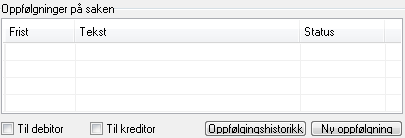 Oppfølgninger på saken
Frist Tekst Status
Til debitor Til kreditor Oppfølgingshistorikk Ny oppfølgning